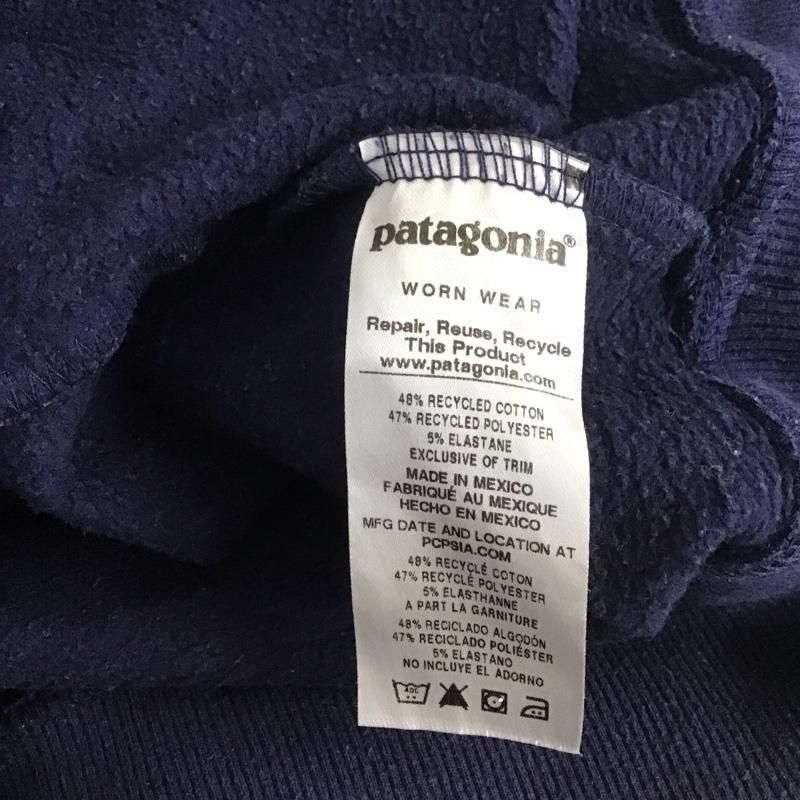 patagonia®
WORN WEAR
Repair, Reuse, Recycle
This Product
www.patagonia.com
48% RECYCLED COTTON
47% RECYCLED POLYESTER
5% ELASTANE
EXCLUSIVE OF TRIM
MADE IN MEXICO
FABRIQUÉ AU MEXIQUE
HECHO EN MEXICO
MFG DATE AND LOCATION AT
PCPSIA.COM
48% RECYCLÉ COTON
47% RECYCLÉ POLYESTER
5% ELASTHANNE
A PART LA GARNITURE
48% RECICLADO ALGODÓN
47% RECICLADO POLIÉSTER
5% ELASTANO
NO INCLUYE EL ADORNO
40C